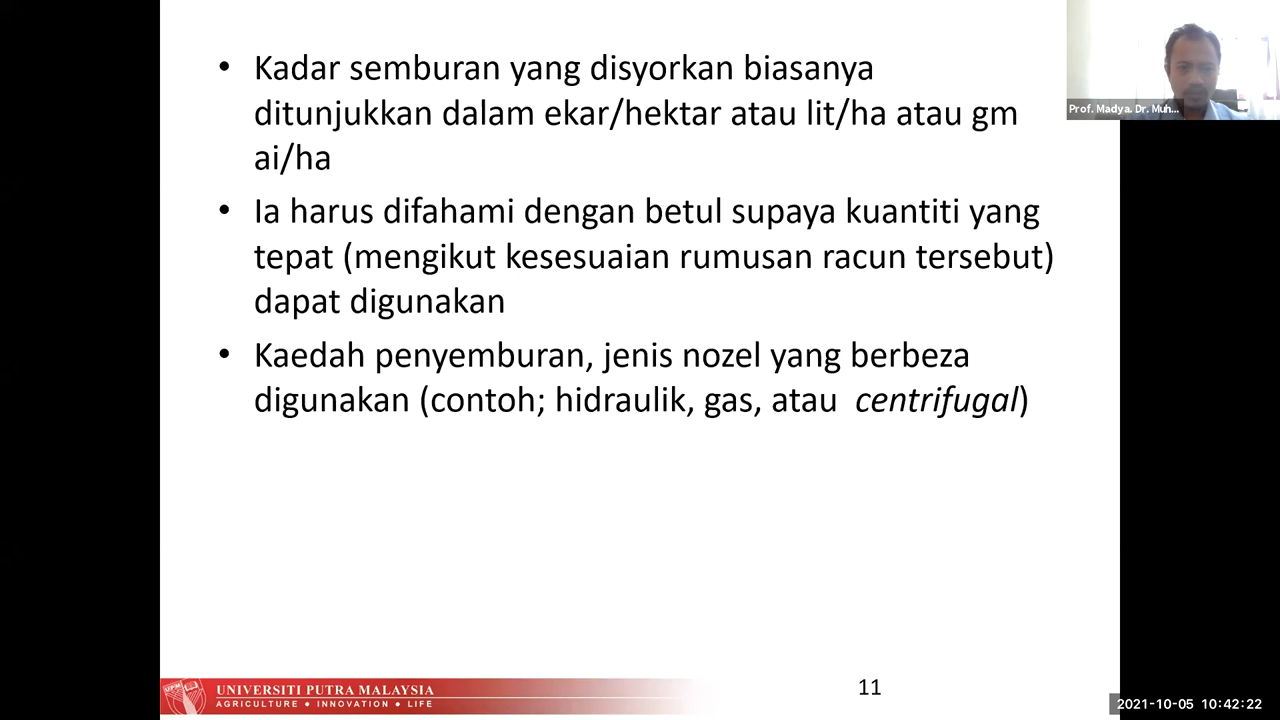 • Kadar semburan yang disyorkan biasanya
ditunjukkan dalam ekar/hektar atau lit/ha atau gm
ai/ha
• Ia harus difahami dengan betul supaya kuantiti yang
tepat (mengikut kesesuaian rumusan racun tersebut)
dapat digunakan
• Kaedah penyemburan, jenis nozel yang berbeza
digunakan (contoh; hidraulik, gas, atau centrifugal)
Prof. Madya. Dr. Muh...
UPM
UNIVERSITI PUTRA MALAYSIA
AGRICULTURE • INNOVATION • LIFE
11
2021-10-05 10:42:22